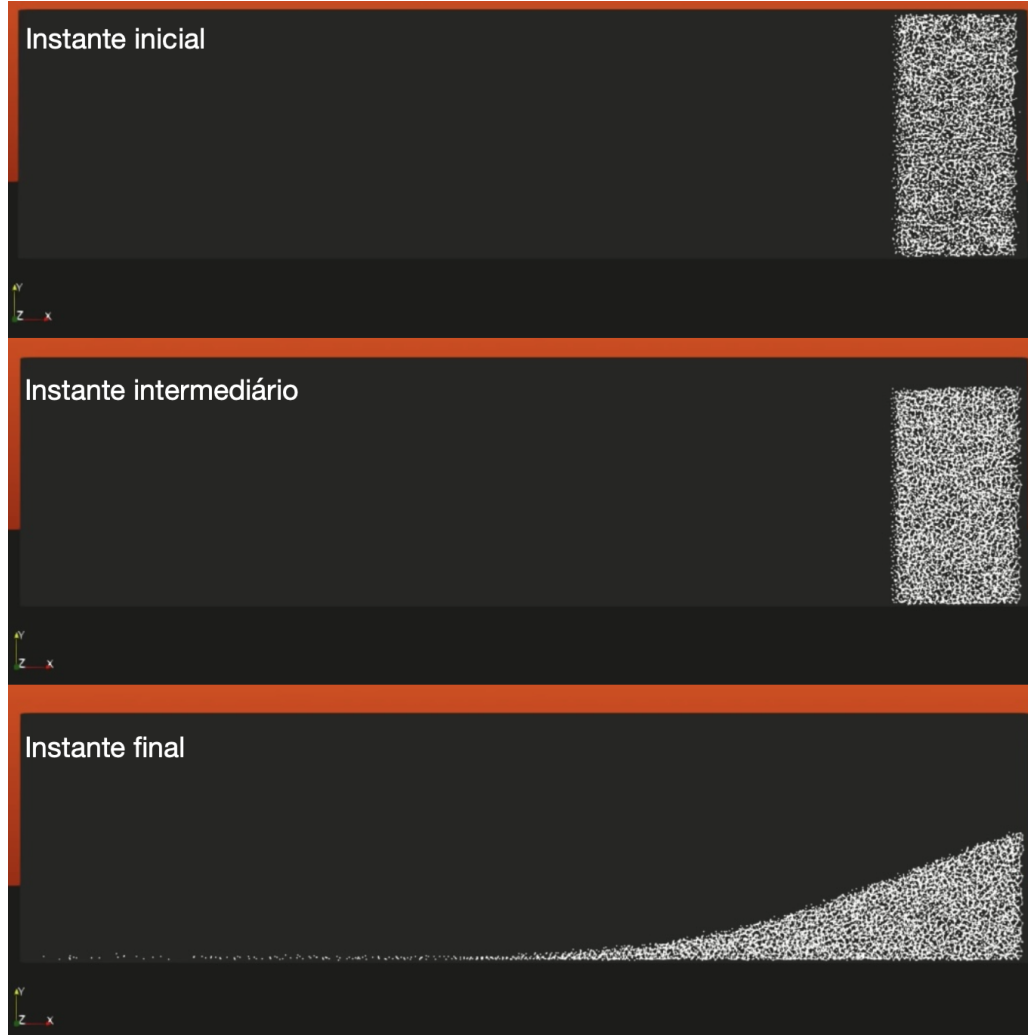 Instante inicial
Y
Z X
Instante intermediário
Y
Z X
Instante final
Y
Z X